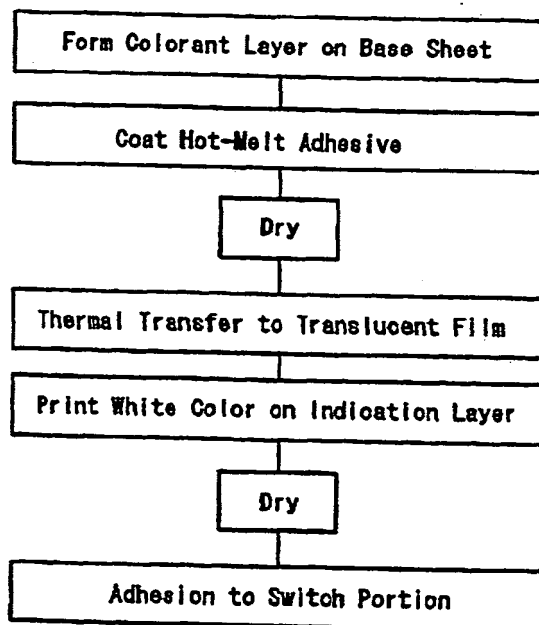 Form Colorant Layer on Base Sheet
Coat Hot-Melt Adhesive
Dry
Thermal Transfer to Translucent Film
Print White Color on Indication Layer
Dry
Adhesion to Switch Portion